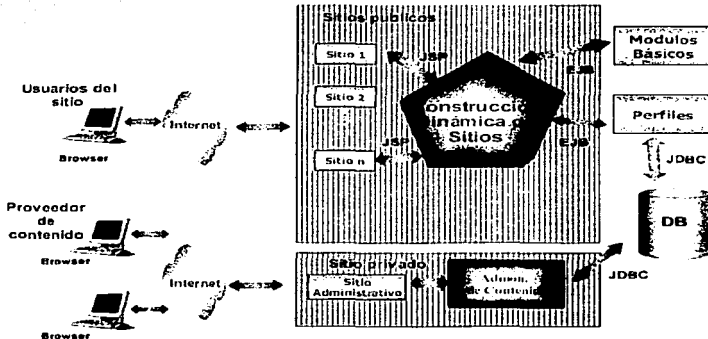 Sitios publicos
Sitio 1
JSP
Sitio 2
Sitio n
JSP
onstrucció
inámica d
Sitios
EJB
EJB
Modulos
Básicos
Perfiles
JDBC
DB
JDBC
Usuarios del
sitio
Browser
Internet
Proveedor
de
contenido
Browser
Internet
Browser
Sitio privado
Sitio
Administrativo
Admon.
de Contenid